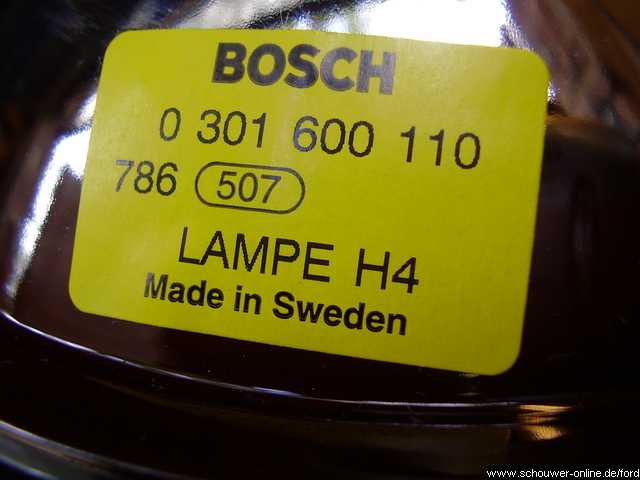 BOSCH
0 301 600 110
786 507
LAMPE H4
Made in Sweden
www.schouwer-online.de/ford